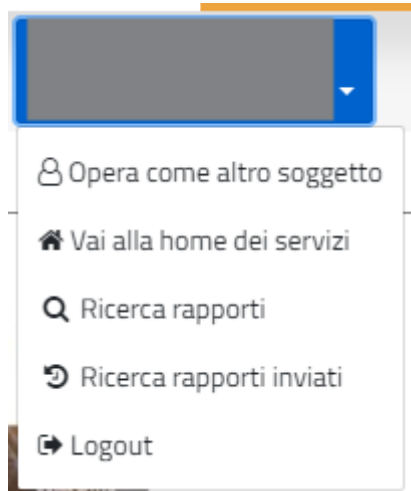 Opera come altro soggetto
Vai alla home dei servizi
Ricerca rapporti
Ricerca rapporti inviati
Logout